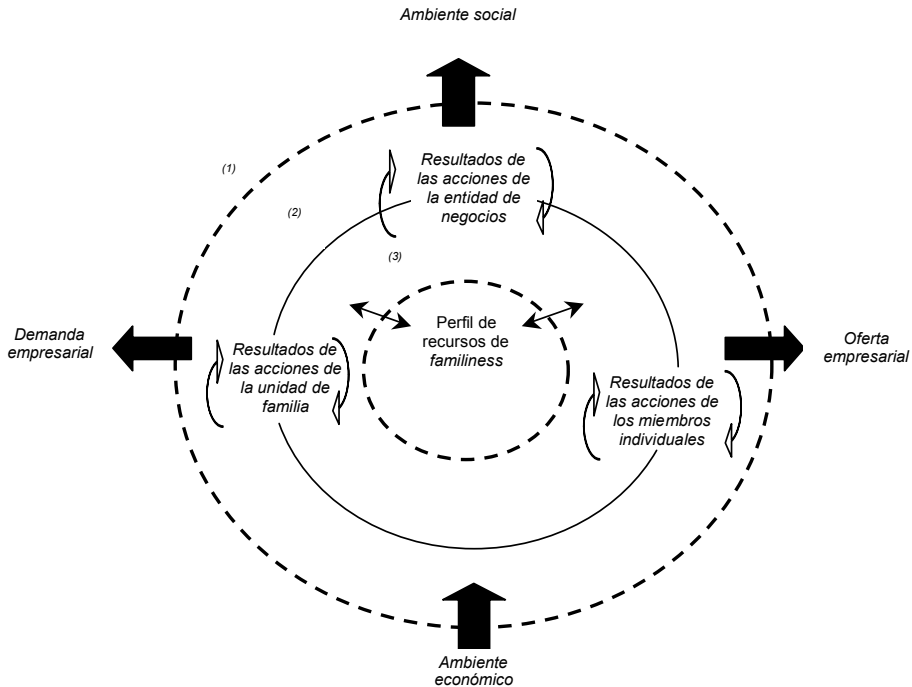 Ambiente social
(1)
Resultados de
las acciones de
la entidad de
negocios
(2)
(3)
Demanda
empresarial
Resultados de
las acciones de
la unidad de
familia
Perfil de
recursos de
familiness
Oferta
empresarial
Resultados de
las acciones de
los miembros
individuales
Ambiente
económico